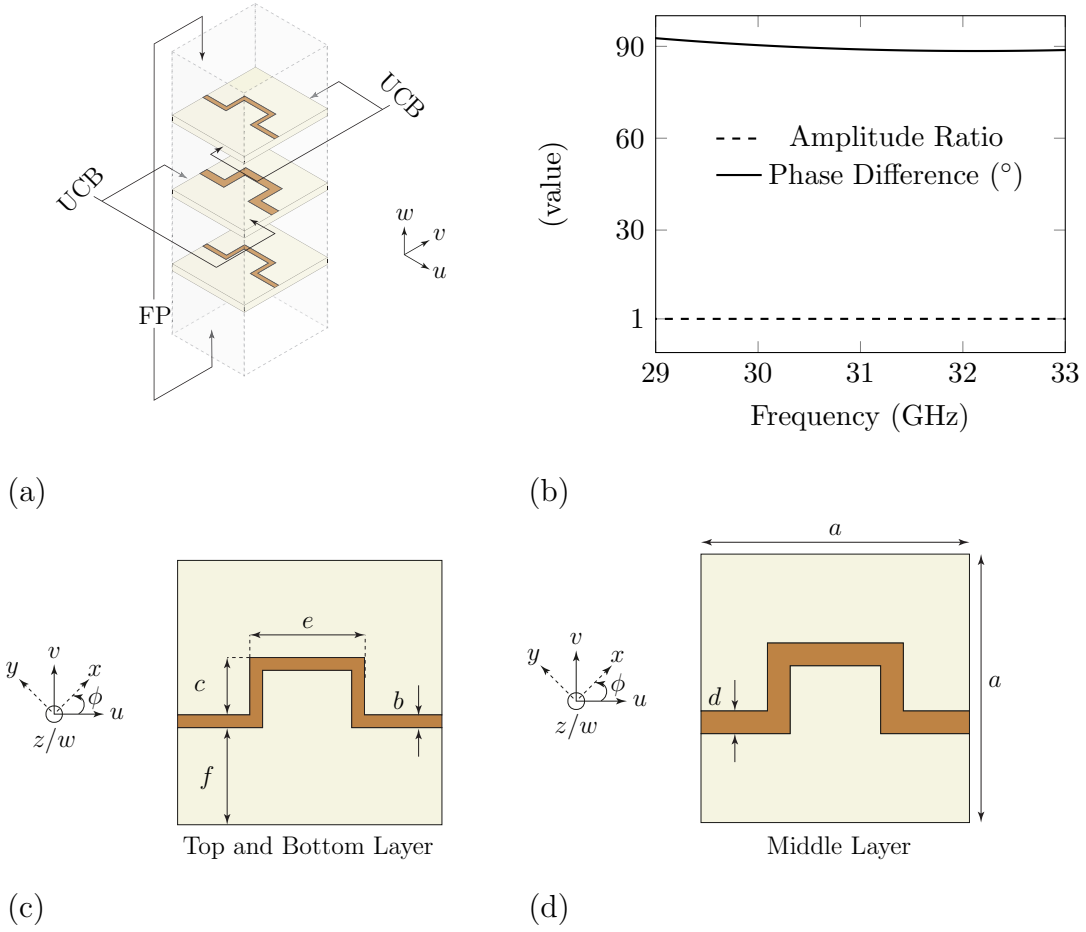 UCB
UCB
FP
w
v
u
(a)
90
60
30
1
29
30
31
32
33
Amplitude Ratio
Phase Difference (°)
(value)
Frequency (GHz)
(b)
e
c
b
f
y
v
x
ϕ
u
z/w
Top and Bottom Layer
(c)
a
a
d
y
v
x
ϕ
u
z/w
Middle Layer
(d)